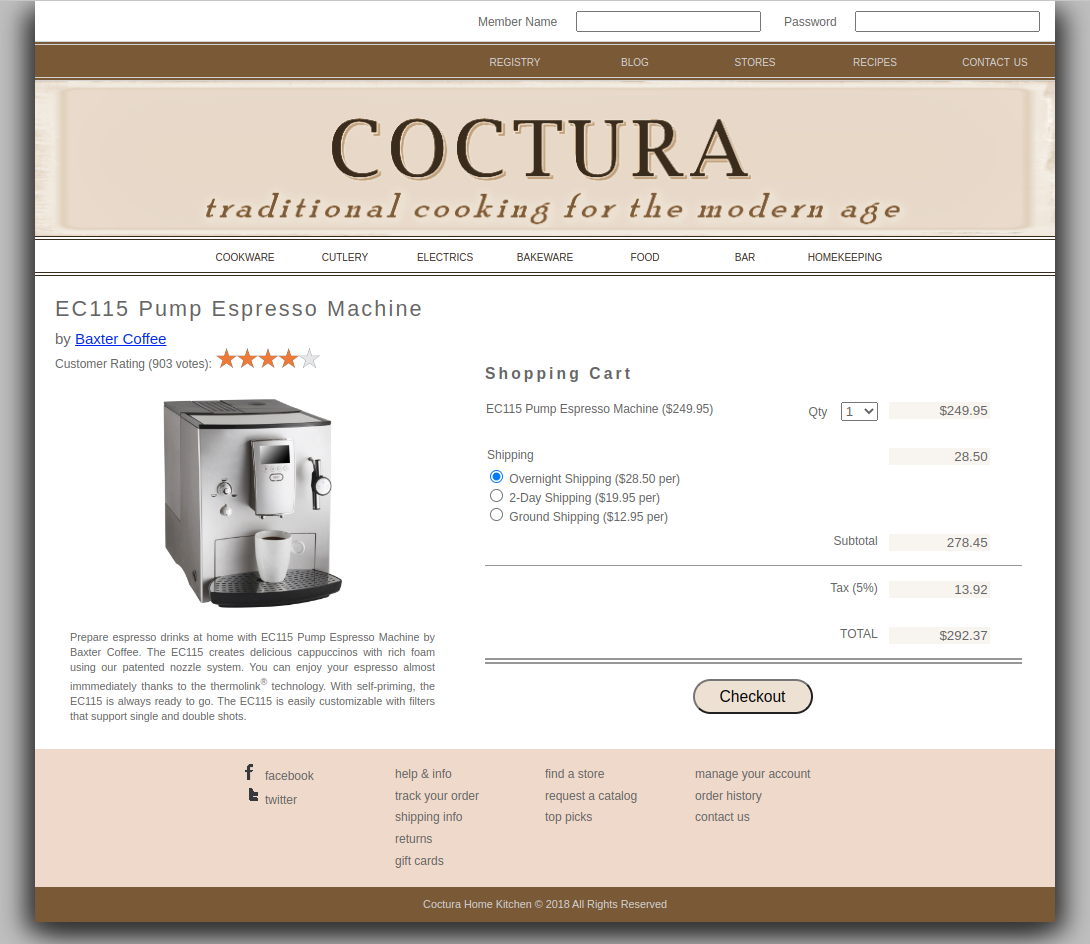 Member Name Password
REGISTRY BLOG STORES RECIPES CONTACT US
COCTURA
traditional cooking for the modern age
COOKWARE CUTLERY ELECTRICS BAKEWARE FOOD BAR HOMEKEEPING
EC115 Pump Espresso Machine
by Baxter Coffee
Customer Rating (903 votes):
Prepare espresso drinks at home with EC115 Pump Espresso Machine by
Baxter Coffee. The EC115 creates delicious cappuccinos with rich foam
using our patented nozzle system. You can enjoy your espresso almost
immmediately thanks to the thermolink® technology. With self-priming, the
EC115 is always ready to go. The EC115 is easily customizable with filters
that support single and double shots.
Shopping Cart
EC115 Pump Espresso Machine ($249.95) Qty 1 $249.95
Shipping 28.50
Overnight Shipping ($28.50 per)
2-Day Shipping ($19.95 per)
Ground Shipping ($12.95 per)
Subtotal 278.45
Tax (5%) 13.92
TOTAL $292.37
Checkout
facebook
twitter
help & info
track your order
shipping info
returns
gift cards
find a store
request a catalog
top picks
manage your account
order history
contact us
Coctura Home Kitchen © 2018 All Rights Reserved